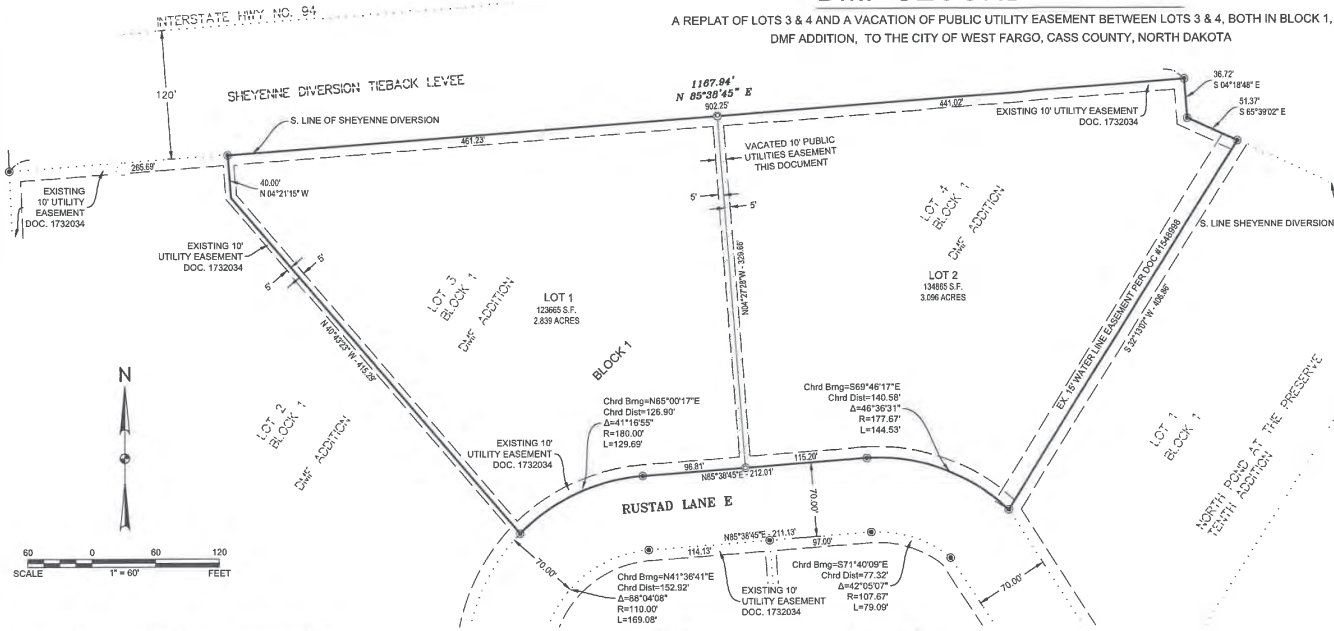 A REPLAT OF LOTS 3 & 4 AND A VACATION OF PUBLIC UTILITY EASEMENT BETWEEN LOTS 3 & 4, BOTH IN BLOCK 1,
DMF ADDITION, TO THE CITY OF WEST FARGO, CASS COUNTY, NORTH DAKOTA
INTERSTATE HWY NO. 94
120'
SHEYENNE DIVERSION TIEBACK LEVEE
S. LINE OF SHEYENNE DIVERSION
1167.94'
N 85°38'45" E
902.25'
461.23'
441.02'
265.69'
36.72'
S 04°18'48" E
51.37'
S 65°39'02" E
EXISTING 10' UTILITY EASEMENT
DOC. 1732034
VACATED 10' PUBLIC
UTILITIES EASEMENT
THIS DOCUMENT
5'
5'
40.00'
N 04°21'15" W
EXISTING
10' UTILITY
EASEMENT
DOC. 1732034
EXISTING 10'
UTILITY EASEMENT
DOC. 1732034
5'
N 40°43'23" W - 415.29'
N04°27'28"W - 329.66'
LOT 3
BLOCK 1
DMF ADDITION
LOT 1
123665 S.F.
2.839 ACRES
BLOCK 1
LOT 4
BLOCK 1
DMF ADDITION
LOT 2
134865 S.F.
3.096 ACRES
S. LINE SHEYENNE DIVERSION
EX. 15' WATER LINE EASEMENT PER DOC #1548998
S 32°13'07" W - 408.86'
N
LOT 2
BLOCK 1
DMF ADDITION
Chrd Brng=N65°00'17"E
Chrd Dist=126.90'
Δ=41°16'55"
R=180.00'
L=129.69'
Chrd Brng=S69°46'17"E
Chrd Dist=140.58'
Δ=46°36'31"
R=177.67'
L=144.53'
EXISTING 10'
UTILITY EASEMENT
DOC. 1732034
96.81'
115.20'
N85°38'45"E - 212.01'
RUSTAD LANE E
70.00'
N85°38'45"E - 211.13'
114.13'
97.00'
70.00'
70.00'
Chrd Brng=N41°36'41"E
Chrd Dist=152.92'
Δ=88°04'08"
R=110.00'
L=169.08'
EXISTING 10'
UTILITY EASEMENT
DOC. 1732034
Chrd Brng=S71°40'09"E
Chrd Dist=77.32'
Δ=42°05'07"
R=107.67'
L=79.09'
LOT 1
BLOCK 1
NORTH POND AT THE PRESERVE
TENTH ADDITION
60 0 60 120
SCALE 1" = 60' FEET